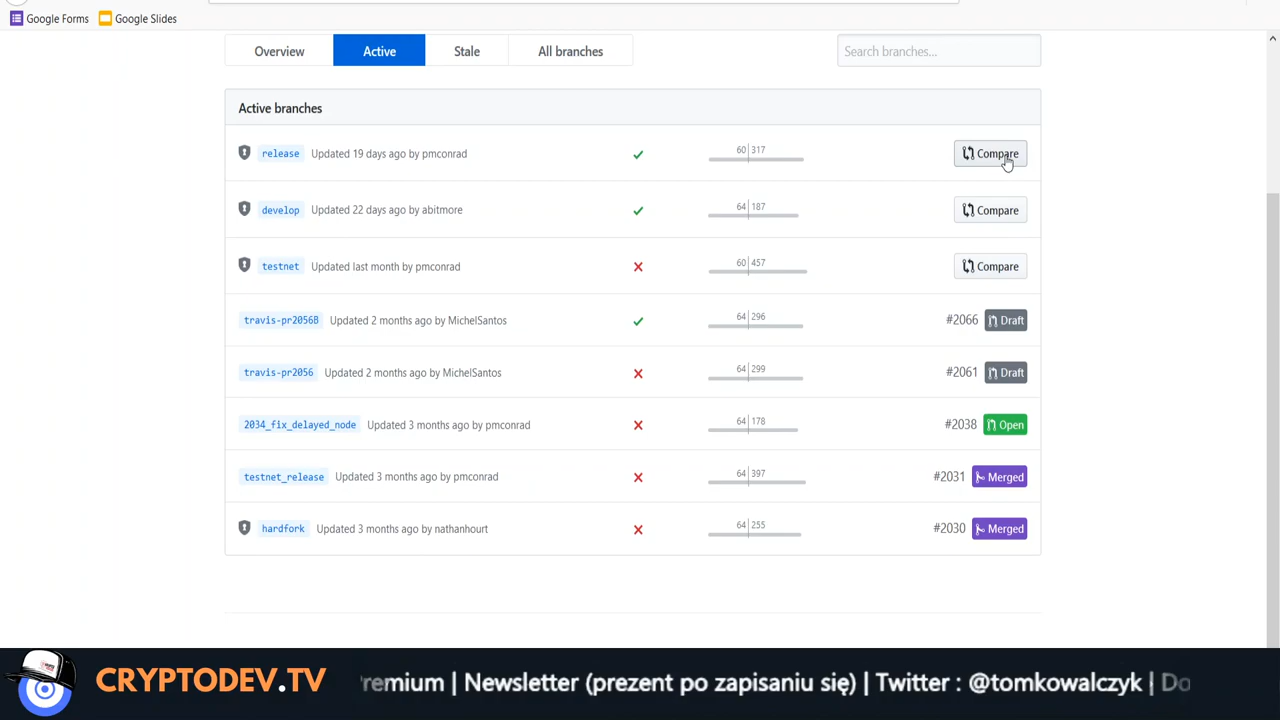 Google Forms Google Slides
Overview Active Stale All branches Search branches...
Active branches
release Updated 19 days ago by pmconrad 60 317 Compare
develop Updated 22 days ago by abitmore 64 187 Compare
testnet Updated last month by pmconrad 60 457 Compare
travis-pr2056B Updated 2 months ago by MichelSantos 64 296 #2066 Draft
travis-pr2056 Updated 2 months ago by MichelSantos 64 299 #2061 Draft
2034_fix_delayed_node Updated 3 months ago by pmconrad 64 178 #2038 Open
testnet_release Updated 3 months ago by pmconrad 64 397 #2031 Merged
hardfork Updated 3 months ago by nathanhourt 64 255 #2030 Merged
CRYPTODEV.TV remium | Newsletter (prezent po zapisaniu się) | Twitter : @tomkowalczyk | Do